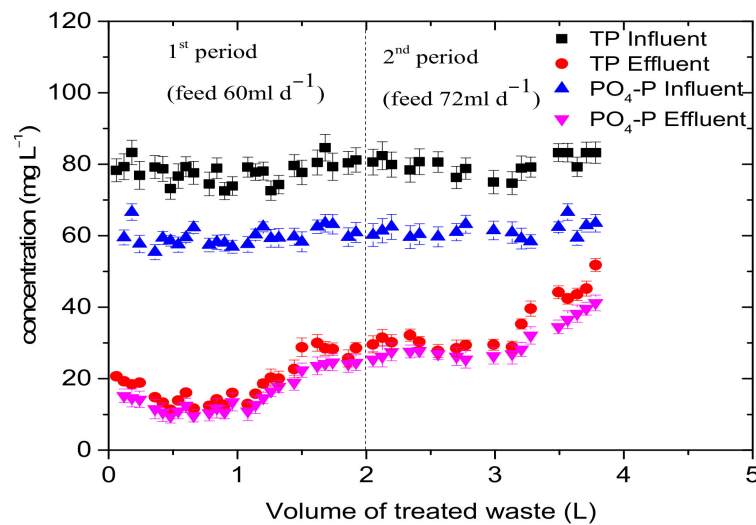 120
100
80
60
40
20
0
concentration (mg L⁻¹)
1ˢᵗ period
(feed 60ml d⁻¹)
2ⁿᵈ period
(feed 72ml d⁻¹)
TP Influent
TP Effluent
PO₄-P Influent
PO₄-P Effluent
0 1 2 3 4 5
Volume of treated waste (L)